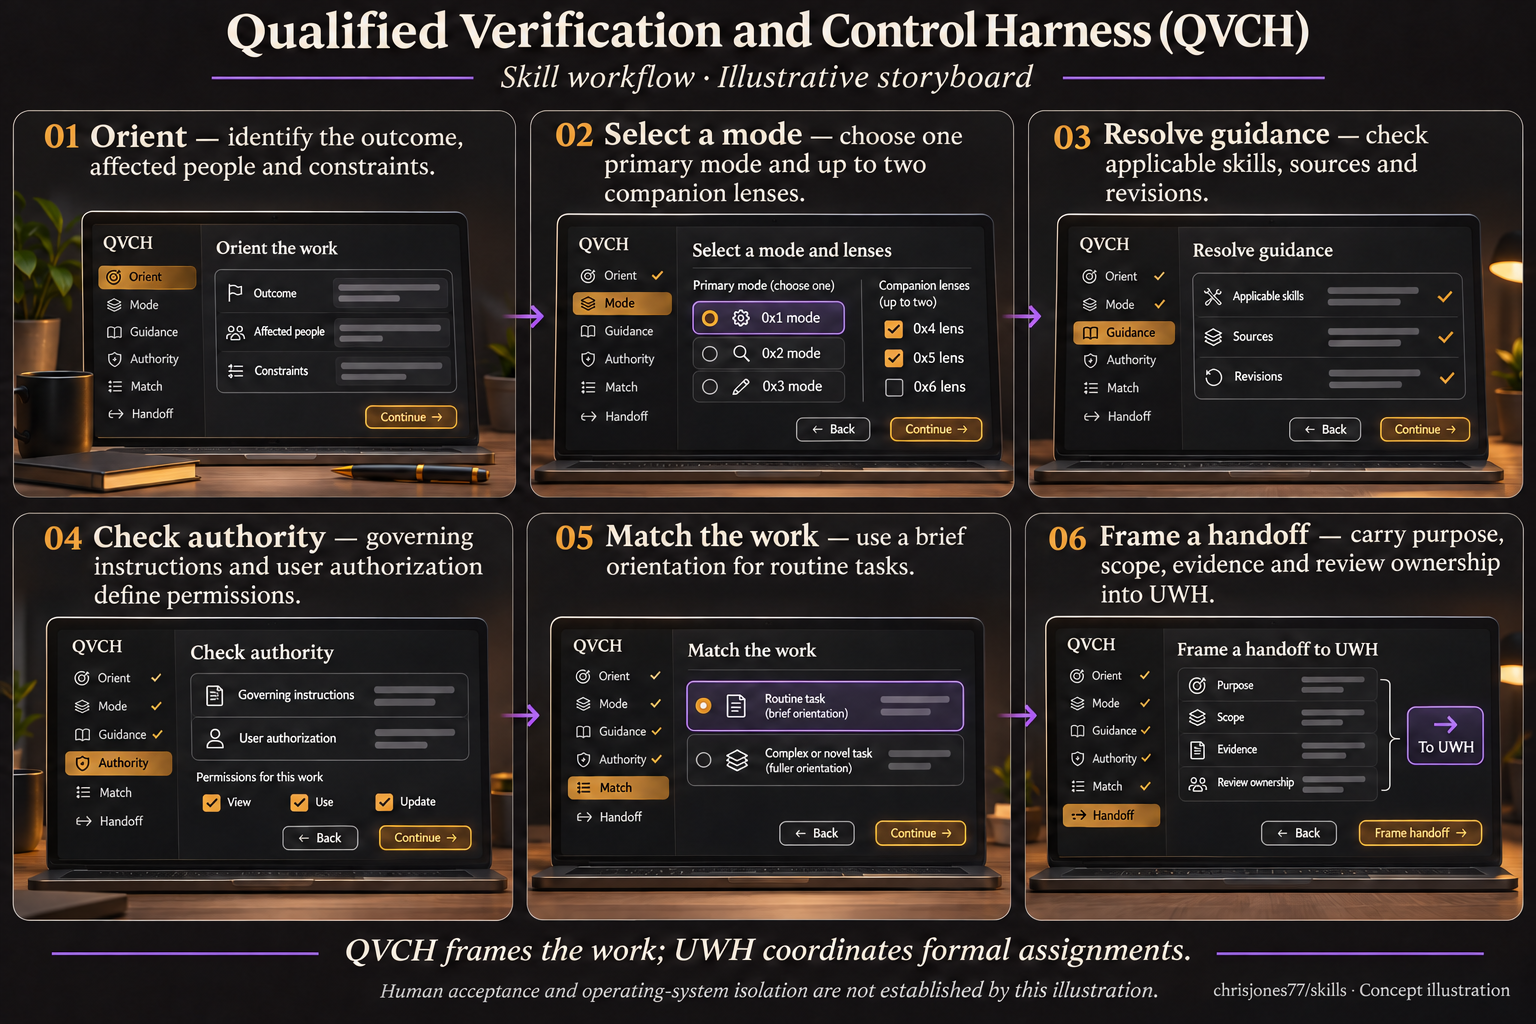 Qualified Verification and Control Harness (QVCH)
Skill workflow · Illustrative storyboard
01 Orient — identify the outcome,
affected people and constraints.
QVCH
Orient
Mode
Guidance
Authority
Match
Handoff
Orient the work
Outcome
Affected people
Constraints
Continue →
02 Select a mode — choose one
primary mode and up to two
companion lenses.
QVCH
Orient ✓
Mode
Guidance
Authority
Match
Handoff
Select a mode and lenses
Primary mode (choose one)
0x1 mode
0x2 mode
0x3 mode
Companion lenses
(up to two)
0x4 lens
0x5 lens
0x6 lens
← Back
Continue →
03 Resolve guidance — check
applicable skills, sources and
revisions.
QVCH
Orient ✓
Mode ✓
Guidance
Authority
Match
Handoff
Resolve guidance
Applicable skills
Sources
Revisions
← Back
Continue →
04 Check authority — governing
instructions and user authorization
define permissions.
QVCH
Orient ✓
Mode ✓
Guidance ✓
Authority
Match
Handoff
Check authority
Governing instructions
User authorization
Permissions for this work
View
Use
Update
← Back
Continue →
05 Match the work — use a brief
orientation for routine tasks.
QVCH
Orient ✓
Mode ✓
Guidance ✓
Authority ✓
Match
Handoff
Match the work
Routine task
(brief orientation)
Complex or novel task
(fuller orientation)
← Back
Continue →
06 Frame a handoff — carry purpose,
scope, evidence and review ownership
into UWH.
QVCH
Orient ✓
Mode ✓
Guidance ✓
Authority ✓
Match ✓
Handoff
Frame a handoff to UWH
Purpose
Scope
Evidence
Review ownership
→
To UWH
← Back
Frame handoff →
QVCH frames the work; UWH coordinates formal assignments.
Human acceptance and operating-system isolation are not established by this illustration.
chrisjones77/skills · Concept illustration